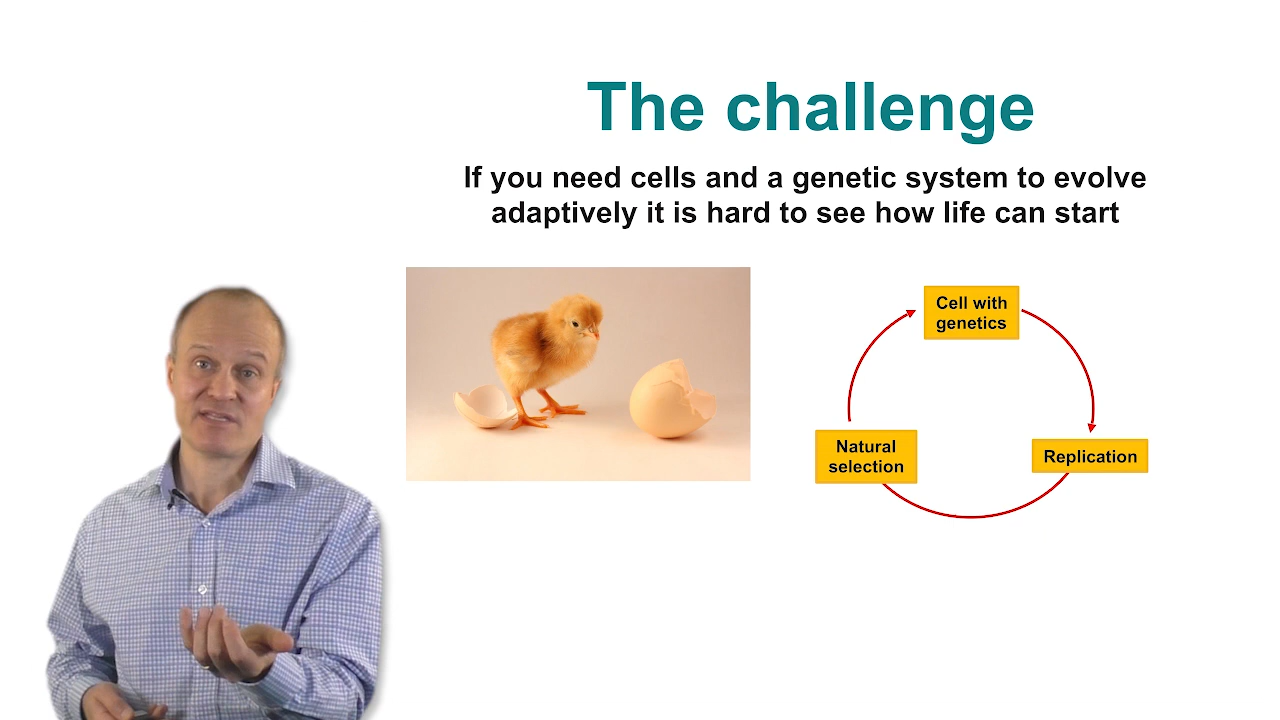 The challenge
If you need cells and a genetic system to evolve
adaptively it is hard to see how life can start
Cell with
genetics
Natural
selection
Replication